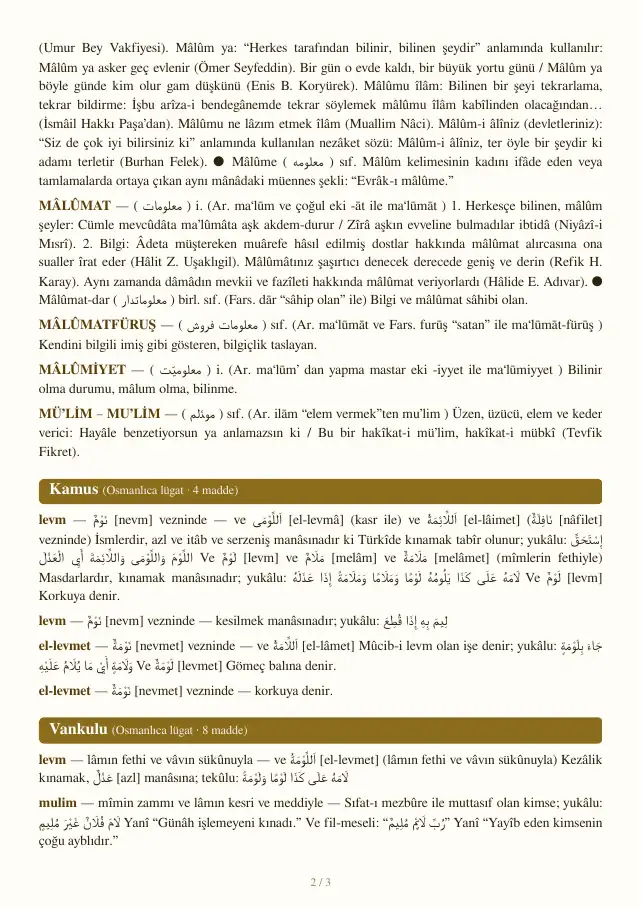 (Umur Bey Vakfiyesi). Mâlûm ya: “Herkes tarafından bilinir, bilinen şeydir” anlamında kullanılır:
Mâlûm ya asker geç evlenir (Ömer Seyfeddin). Bir gün o evde kaldı, bir büyük yortu günü / Mâlûm ya
böyle günde kim olur gam düşkünü (Enis B. Koryürek). Mâlûmu îlâm: Bilinen bir şeyi tekrarlama,
tekrar bildirme: İşbu arîza-i bendegânemde tekrar söylemek mâlûmu îlâm kabîlinden olacağından…
(İsmâil Hakkı Paşa’dan). Mâlûmu ne lâzım etmek îlâm (Muallim Nâci). Mâlûm-i âlîniz (devletleriniz):
“Siz de çok iyi bilirsiniz ki” anlamında kullanılan nezâket sözü: Mâlûm-i âlîniz, ter öyle bir şeydir ki
adamı terletir (Burhan Felek). ● Mâlûme ( معلومه ) sıf. Mâlûm kelimesinin kadını ifâde eden veya
tamlamalarda ortaya çıkan aynı mânâdaki müennes şekli: “Evrâk-ı mâlûme.”
MÂLÛMAT — ( معلومات ) i. (Ar. ma‘lūm ve çoğul eki -āt ile ma‘lūmāt ) 1. Herkesçe bilinen, mâlûm
şeyler: Cümle mevcûdâta ma’lûmâta aşk akdem-durur / Zîrâ aşkın evveline bulmadılar ibtidâ (Niyâzî-i
Mısrî). 2. Bilgi: Âdeta müştereken muârefe hâsıl edilmiş dostlar hakkında mâlûmat alırcasına ona
sualler îrat eder (Hâlit Z. Uşaklıgil). Mâlûmâtınız şaşırtıcı denecek derecede geniş ve derin (Refik H.
Karay). Aynı zamanda dâmâdın mevkii ve fazîleti hakkında mâlûmat veriyorlardı (Hâlide E. Adıvar). ●
Mâlûmat-dar ( معلوماتدار ) birl. sıf. (Fars. dār “sâhip olan” ile) Bilgi ve mâlûmat sâhibi olan.
MÂLÛMATFÜRUŞ — ( معلومات فروش ) sıf. (Ar. ma‘lūmāt ve Fars. furūş “satan” ile ma‘lūmāt-fürūş )
Kendini bilgili imiş gibi gösteren, bilgiçlik taslayan.
MÂLÛMİYET — ( معلوميّت ) i. (Ar. ma‘lūm’ dan yapma mastar eki -iyyet ile ma‘lūmiyyet ) Bilinir
olma durumu, mâlum olma, bilinme.
MÜ’LİM – MU’LİM — ( موئلم ) sıf. (Ar. ilām “elem vermek”ten mu’lim ) Üzen, üzücü, elem ve keder
verici: Hayâle benzetiyorsun ya anlamazsın ki / Bu bir hakîkat-i mü’lim, hakîkat-i mübkî (Tevfik
Fikret).
Kamus (Osmanlıca lügat · 4 madde)
levm — نَوْمٌ [nevm] vezninde — ve اَللَّوْمَى [el-levmâ] (kasr ile) ve اَللاَّئِمَةُ [el-lâimet] (نَافِلَةٌ [nâfilet]
vezninde) İsmlerdir, azl ve itâb ve serzeniş manâsınadır ki Türkîde kınamak tabîr olunur; yukâlu: إِسْتَحَقَّ
اللَّوْمَ وَاللَّوْمَى وَاللَّائِمَةَ أَيِ الْعَذْلَ Ve لَوْمٌ [levm] ve مَلَامٌ [melâm] ve مَلَامَةٌ [melâmet] (mîmlerin fethiyle)
Masdarlardır, kınamak manâsınadır; yukâlu: لَامَهُ عَلَى كَذَا يَلُومُهُ لَوْمًا وَمَلَامًا وَمَلَامَةً إِذَا عَذَلَهُ Ve لَوْمٌ [levm]
Korkuya denir.
levm — نَوْمٌ [nevm] vezninde — kesilmek manâsınadır; yukâlu: لِيمَ بِهِ إِذَا قُطِعَ
el-levmet — نَوْمَةٌ [nevmet] vezninde — ve اَللاَّمَةُ [el-lâmet] Mûcib-i levm olan işe denir; yukâlu: جَاءَ بِلَوْمَةٍ
وَلَامَةٍ أَيْ مَا يُلَامُ عَلَيْهِ Ve لَوْمَةٌ [levmet] Gömeç balına denir.
el-levmet — نَوْمَةٌ [nevmet] vezninde — korkuya denir.
Vankulu (Osmanlıca lügat · 8 madde)
levm — lâmın fethi ve vâvın sükûnuyla — ve اَللَّوْمَةُ [el-levmet] (lâmın fethi ve vâvın sükûnuyla) Kezâlik
kınamak, عَذْلٌ [azl] manâsına; tekûlu: لَامَهُ عَلَى كَذَا لَوْمًا وَلَوْمَةً
mulim — mîmin zammı ve lâmın kesri ve meddiyle — Sıfat-ı mezbûre ile muttasıf olan kimse; yukâlu:
لَامَ فُلَانٌ غَيْرَ مُلِيمٍ Yanî “Günâh işlemeyeni kınadı.” Ve fil-meseli: “رُبَّ لَائِمٍ مُلِيمٌ” Yanî “Yayîb eden kimsenin
çoğu ayblıdır.”
2 / 3